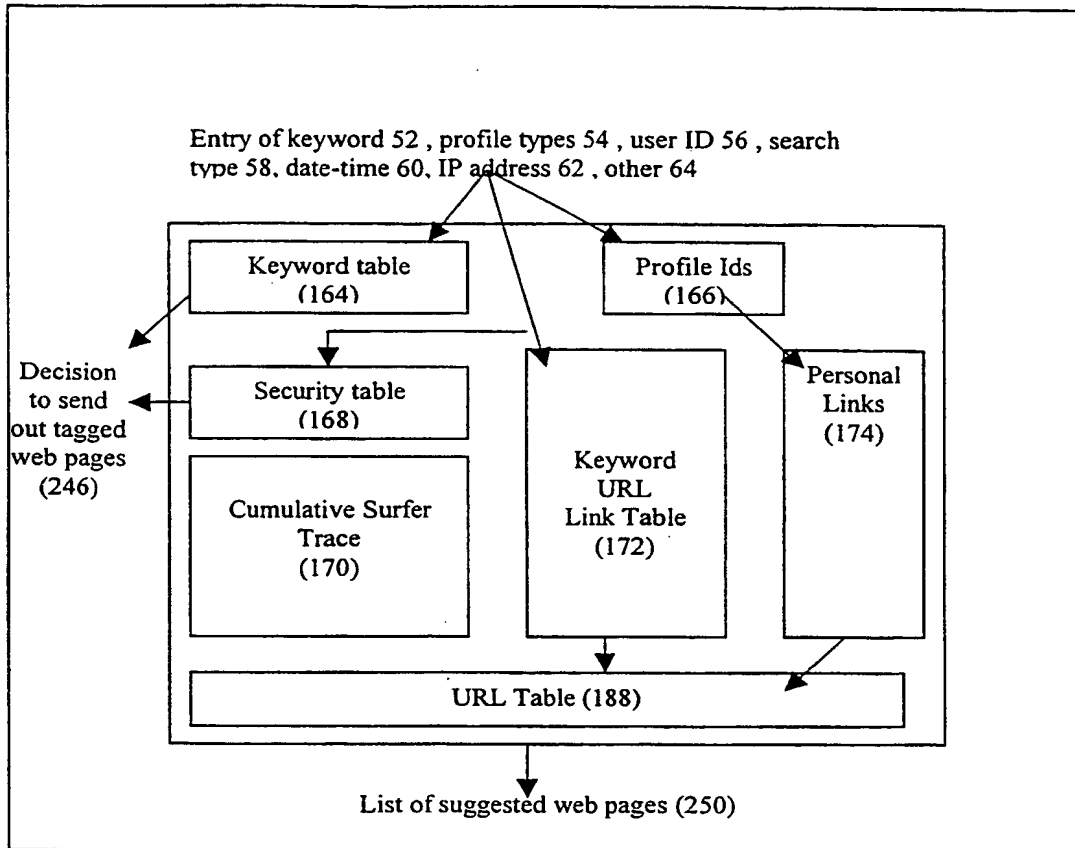 Entry of keyword 52 , profile types 54 , user ID 56 , search
type 58, date-time 60, IP address 62 , other 64
Keyword table
(164)
Profile Ids
(166)
Decision
to send
out tagged
web pages
(246)
Security table
(168)
Personal
Links
(174)
Keyword
URL
Link Table
(172)
Cumulative Surfer
Trace
(170)
URL Table (188)
List of suggested web pages (250)